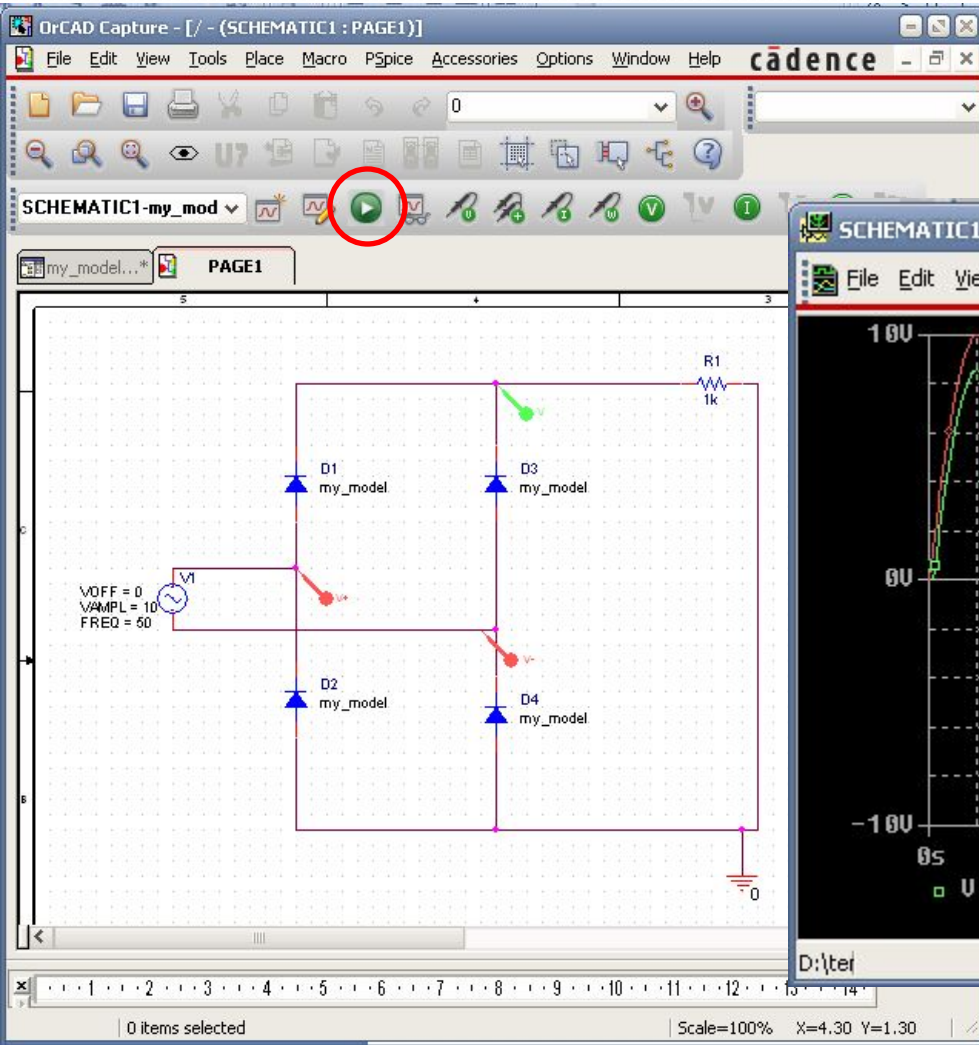 OrCAD Capture - [/ - (SCHEMATIC1 : PAGE1)]
File Edit View Tools Place Macro PSpice Accessories Options Window Help cādence
0
U?
SCHEMATIC1-my_mod
V
I
my_model...*
PAGE1
5 4 3
R1
1k
V
D1
my_model
D3
my_model
V1
VOFF = 0
VAMPL = 10
FREQ = 50
V+
V-
D2
my_model
D4
my_model
C
B
0
SCHEMATIC1
File Edit Vie
10V
0V
-10V
0s
V
D:\te
1 2 3 4 5 6 7 8 9 10 11 12 13 14
0 items selected
Scale=100% X=4.30 Y=1.30